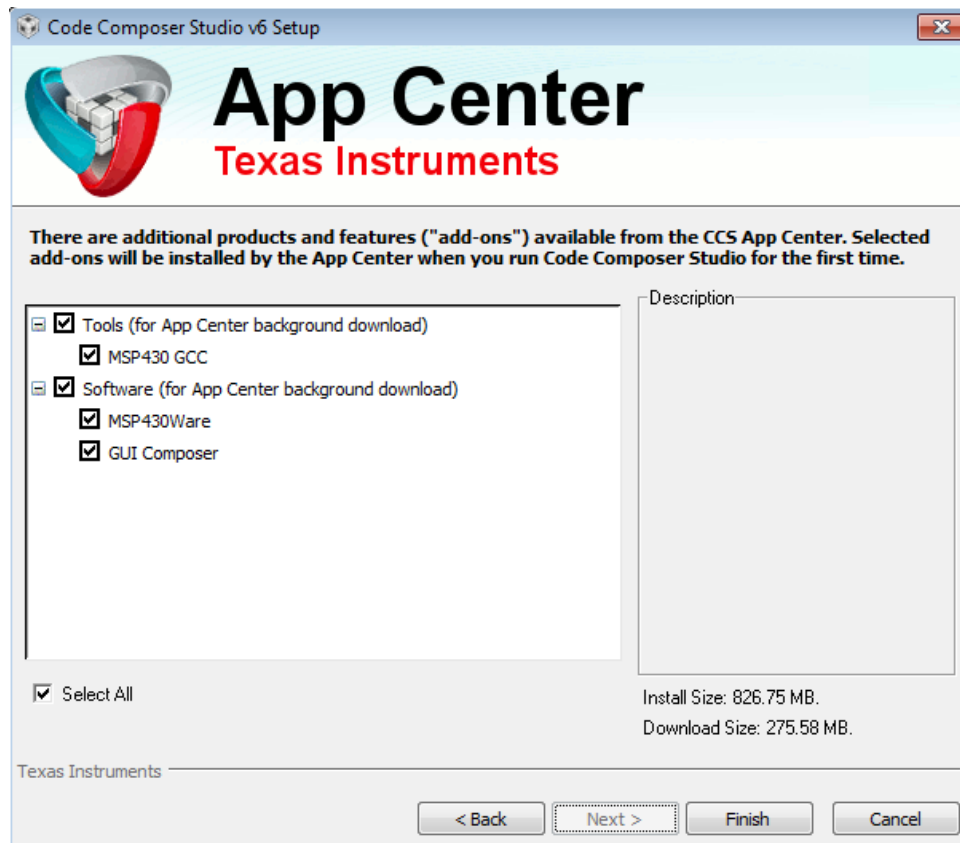 Code Composer Studio v6 Setup
App Center
Texas Instruments
There are additional products and features ("add-ons") available from the CCS App Center. Selected
add-ons will be installed by the App Center when you run Code Composer Studio for the first time.
Tools (for App Center background download)
MSP430 GCC
Software (for App Center background download)
MSP430Ware
GUI Composer
Description
Select All
Install Size: 826.75 MB.
Download Size: 275.58 MB.
Texas Instruments
< Back
Next >
Finish
Cancel